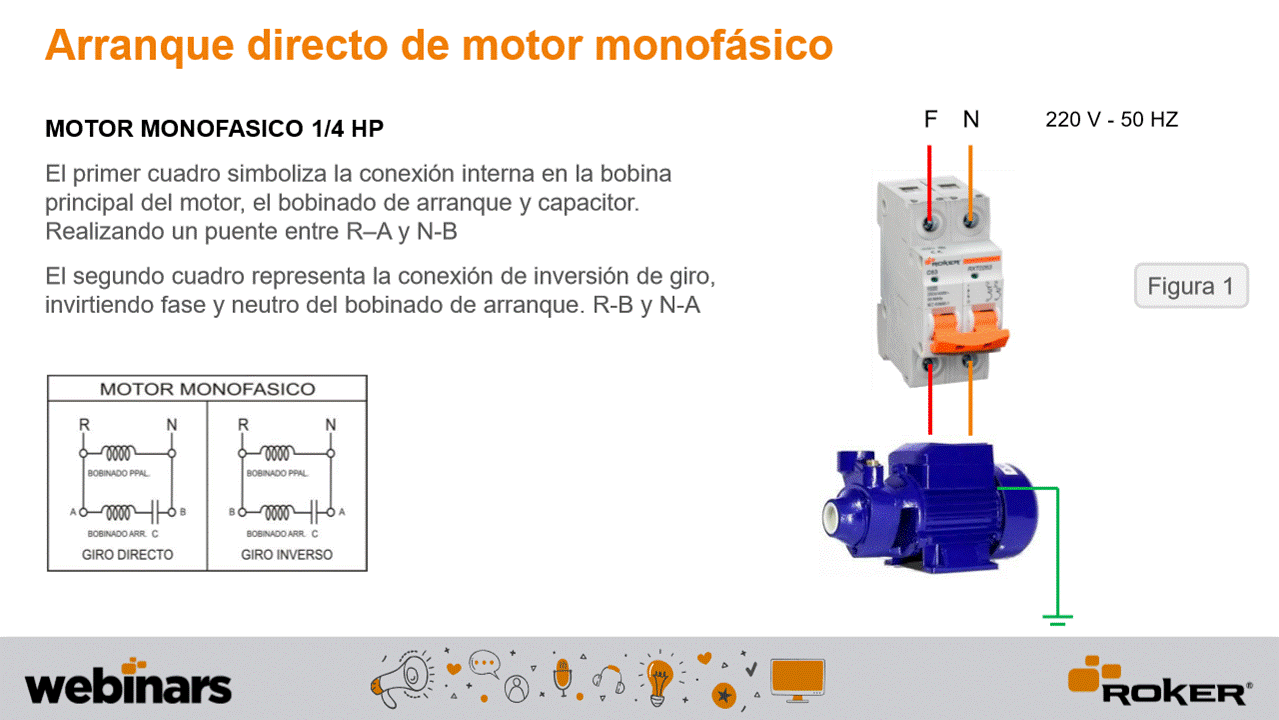 Arranque directo de motor monofásico
MOTOR MONOFASICO 1/4 HP
El primer cuadro simboliza la conexión interna en la bobina
principal del motor, el bobinado de arranque y capacitor.
Realizando un puente entre R–A y N-B
El segundo cuadro representa la conexión de inversión de giro,
invirtiendo fase y neutro del bobinado de arranque. R-B y N-A
F N 220 V - 50 HZ
ROKER
C63
Figura 1
MOTOR MONOFASICO
R N R N
BOBINADO PPAL. BOBINADO PPAL.
A B B A
BOBINADO ARR. C BOBINADO ARR. C
GIRO DIRECTO GIRO INVERSO
webinars
ROKER®